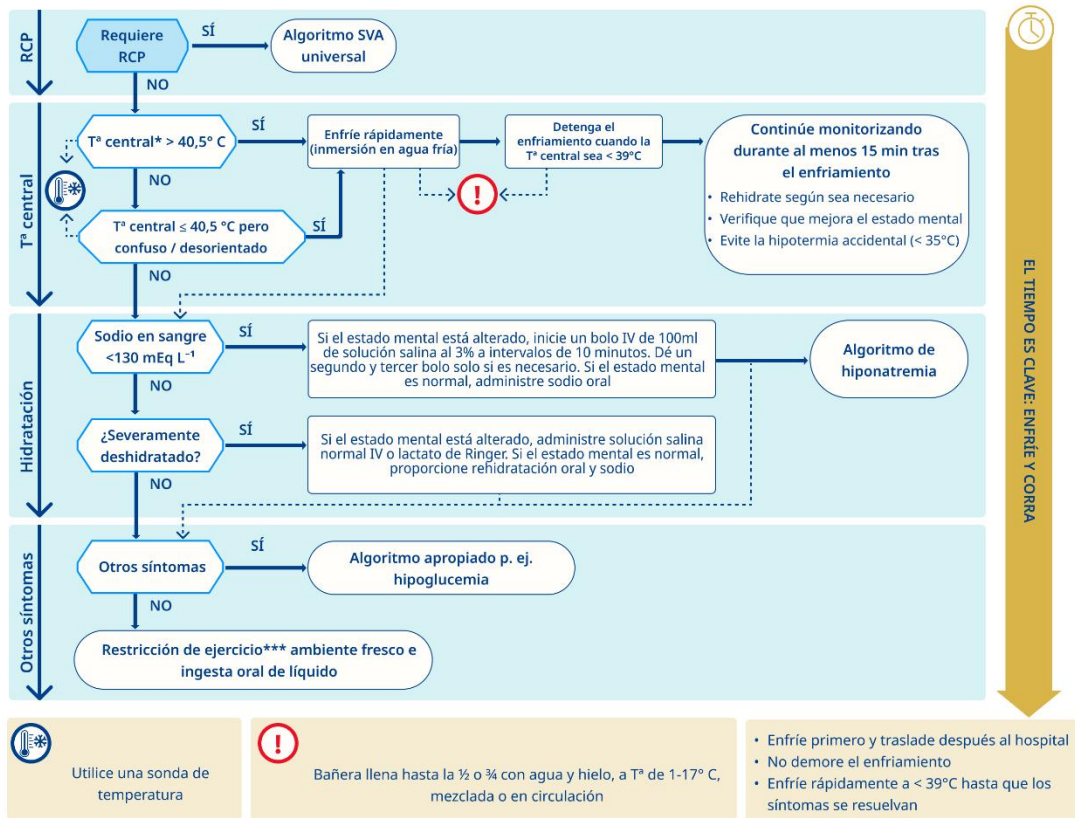 RCP
Requiere
RCP
SÍ
Algoritmo SVA
universal
NO
Tª central
Tª central* > 40,5° C
SÍ
Enfríe rápidamente
(inmersión en agua fría)
Detenga el
enfriamiento cuando la
Tª central sea < 39°C
Continúe monitorizando
durante al menos 15 min tras
el enfriamiento
• Rehidrate según sea necesario
• Verifique que mejora el estado mental
• Evite la hipotermia accidental (< 35°C)
NO
!
Tª central ≤ 40,5 °C pero
confuso / desorientado
SÍ
NO
Hidratación
Sodio en sangre
<130 mEq L⁻¹
SÍ
Si el estado mental está alterado, inicie un bolo IV de 100ml
de solución salina al 3% a intervalos de 10 minutos. Dé un
segundo y tercer bolo solo si es necesario. Si el estado mental
es normal, administre sodio oral
Algoritmo de
hiponatremia
NO
¿Severamente
deshidratado?
SÍ
Si el estado mental está alterado, administre solución salina
normal IV o lactato de Ringer. Si el estado mental es normal,
proporcione rehidratación oral y sodio
NO
Otros síntomas
Otros síntomas
SÍ
Algoritmo apropiado p. ej.
hipoglucemia
NO
Restricción de ejercicio*** ambiente fresco e
ingesta oral de líquido
EL TIEMPO ES CLAVE: ENFRÍE Y CORRA
Utilice una sonda de
temperatura
!
Bañera llena hasta la ½ o ¾ con agua y hielo, a Tª de 1-17° C,
mezclada o en circulación
• Enfríe primero y traslade después al hospital
• No demore el enfriamiento
• Enfríe rápidamente a < 39°C hasta que los
síntomas se resuelvan